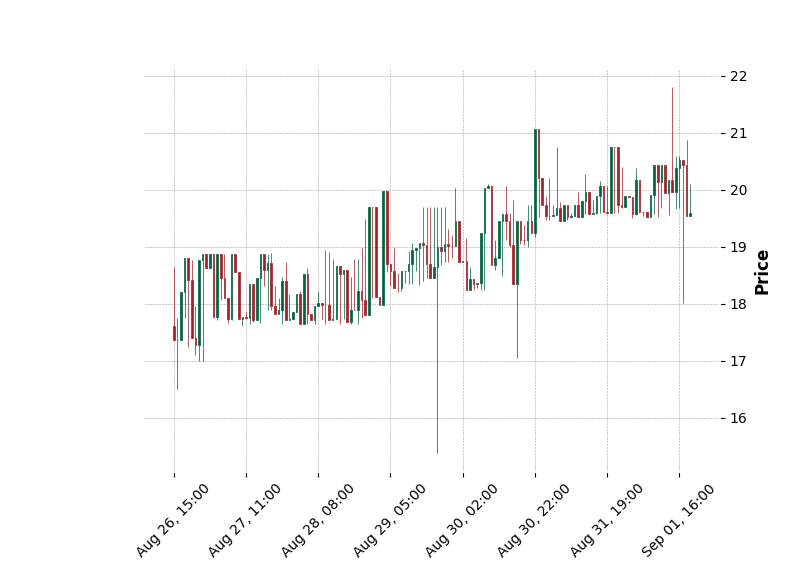 22
21
20
19
18
17
16
Price
Aug 26, 15:00
Aug 27, 11:00
Aug 28, 08:00
Aug 29, 05:00
Aug 30, 02:00
Aug 30, 22:00
Aug 31, 19:00
Sep 01, 16:00